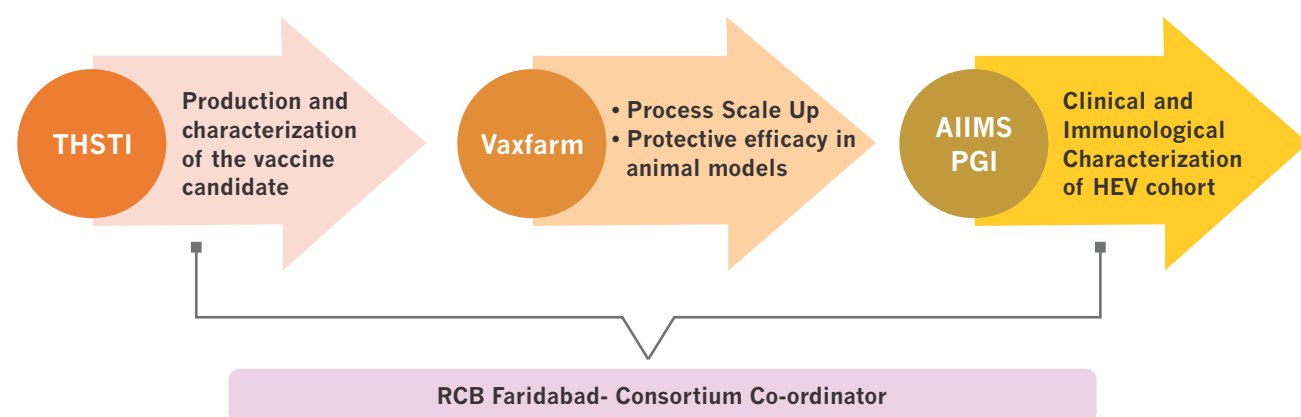 THSTI
Production and
characterization
of the vaccine
candidate
Vaxfarm
• Process Scale Up
• Protective efficacy in
animal models
AIIMS
PGI
Clinical and
Immunological
Characterization
of HEV cohort
RCB Faridabad- Consortium Co-ordinator